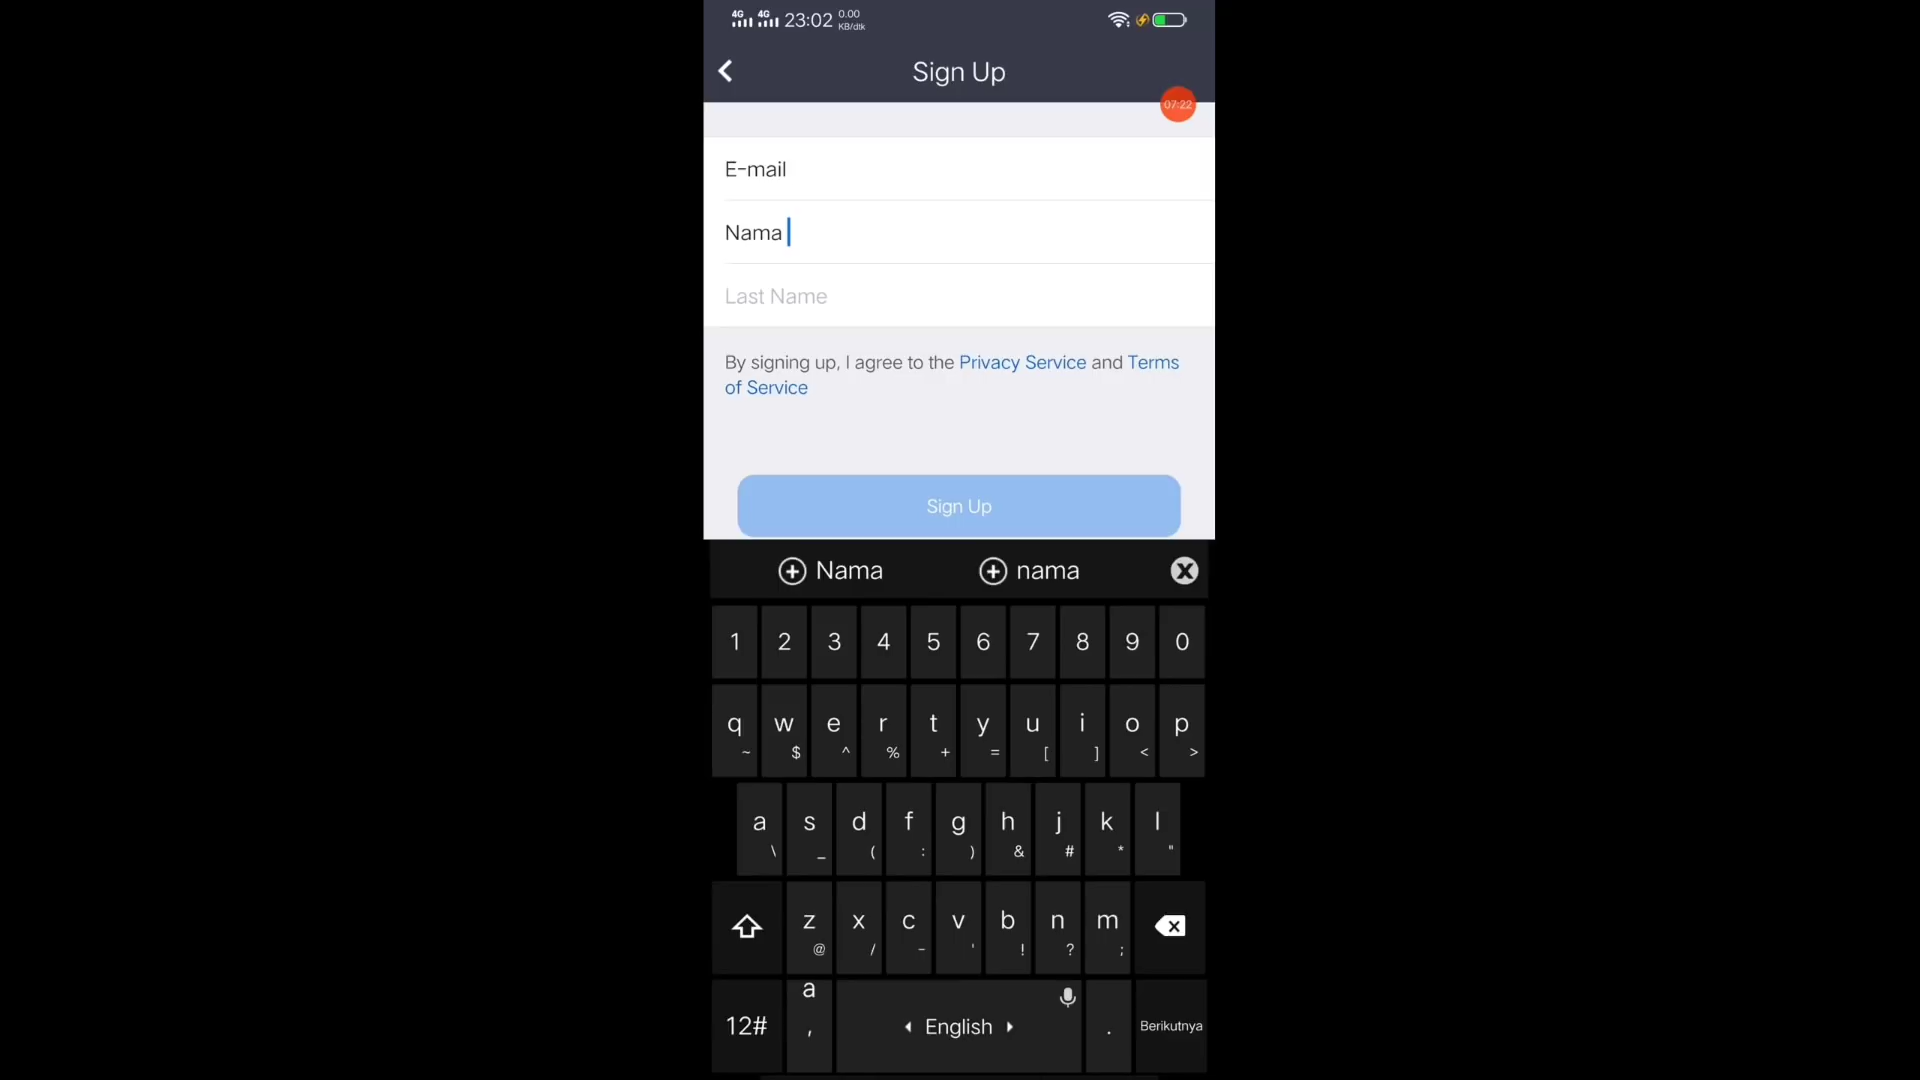 4G 4G 23:02 0.00 KB/dtk
Sign Up
07:22
E-mail
Nama
Last Name
By signing up, I agree to the Privacy Service and Terms
of Service
Sign Up
Nama nama
1 2 3 4 5 6 7 8 9 0
q w e r t y u i o p
~ $ ^ % + = [ ] < >
a s d f g h j k l
\ _ ( : ) & # * "
z x c v b n m
@ / - ' ! ? ;
a
12# , English . Berikutnya